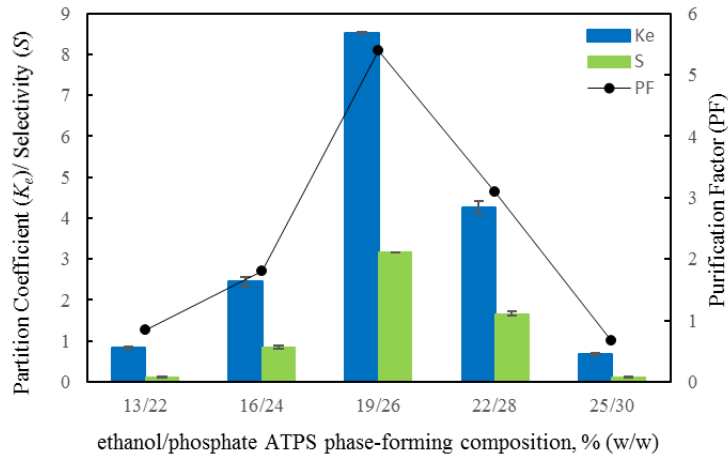 Partition Coefficient (Ke)/ Selectivity (S)
9
8
7
6
5
4
3
2
1
0
Ke
S
PF
6
5
4
3
2
1
0
Purification Factor (PF)
13/22 16/24 19/26 22/28 25/30
ethanol/phosphate ATPS phase-forming composition, % (w/w)